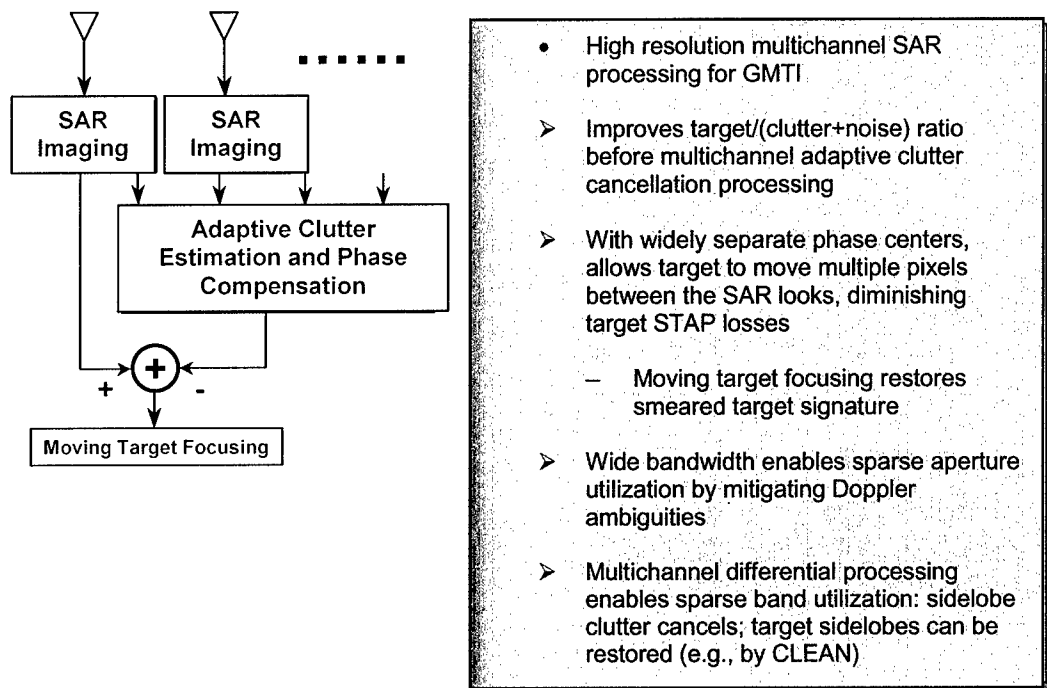 SAR
Imaging
SAR
Imaging
Adaptive Clutter
Estimation and Phase
Compensation
+
+
-
Moving Target Focusing
• High resolution multichannel SAR
processing for GMTI
➢ Improves target/(clutter+noise) ratio
before multichannel adaptive clutter
cancellation processing
➢ With widely separate phase centers,
allows target to move multiple pixels
between the SAR looks, diminishing
target STAP losses
– Moving target focusing restores
smeared target signature
➢ Wide bandwidth enables sparse aperture
utilization by mitigating Doppler
ambiguities
➢ Multichannel differential processing
enables sparse band utilization: sidelobe
clutter cancels; target sidelobes can be
restored (e.g., by CLEAN)